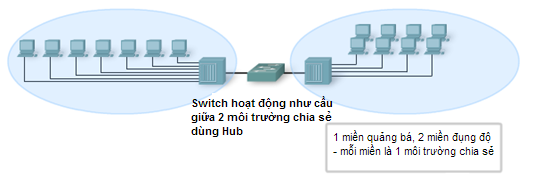 Switch hoạt động như cầu
giữa 2 môi trường chia sẻ
dùng Hub
1 miền quảng bá, 2 miền đụng độ
- mỗi miền là 1 môi trường chia sẻ